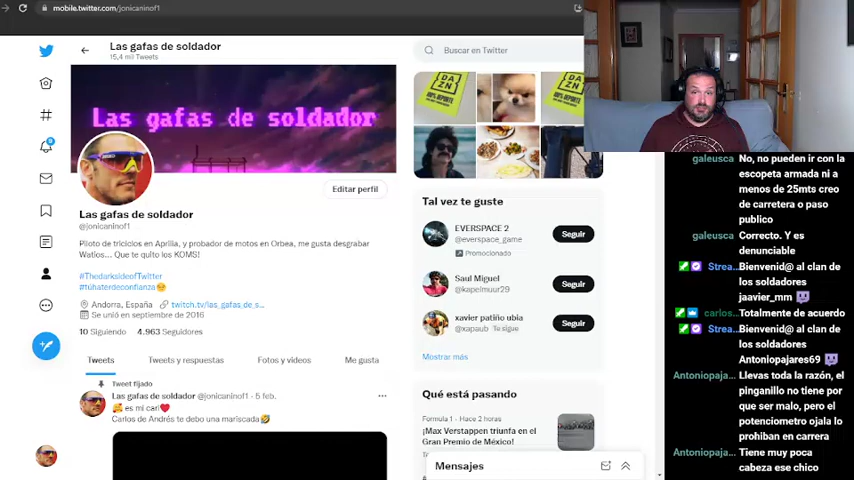 mobile.twitter.com/jonicaninof1
Las gafas de soldador
15,4 mil Tweets
Las gafas de soldador
Editar perfil
Las gafas de soldador
@jonicaninof1
Piloto de triciclos en Aprilia, y probador de motos en Orbea, me gusta desgrabar
Watios... Que te quito los KOMS!
#ThedarksideofTwitter
#túhaterdeconfianza
Andorra, España twitch.tv/las_gafas_de_s...
Se unió en septiembre de 2016
10 Siguiendo 4.963 Seguidores
Tweets Tweets y respuestas Fotos y videos Me gusta
Tweet fijado
Las gafas de soldador @jonicaninof1 · 5 feb.
🥰 es mi cari❤️
Carlos de Andrés te debo una mariscada🤣
Buscar en Twitter
DAZN
100% DEPORTE
Tal vez te guste
EVERSPACE 2
@everspace_game
Seguir
Promocionado
Saul Miguel
@kapelmuur29
Seguir
xavier patiño ubia
@xapaub Te sigue
Seguir
Mostrar más
Qué está pasando
Formula 1 · Hace 2 horas
¡Max Verstappen triunfa en el
Gran Premio de México!
Mensajes
galeusca No, no pueden ir con la
escopeta armada ni a
menos de 25mts creo
de carretera o paso
publico
galeusca Correcto. Y es
denunciable
Strea... Bienvenid@ al clan de
los soldadores
jaavier_mm
carlos... Totalmente de acuerdo
Strea... Bienvenid@ al clan de
los soldadores
Antoniopajares69
Antoniopa... Llevas toda la razón, el
pinganillo no tiene por
que ser malo, pero el
potenciometro ojala lo
prohiban en carrera
Antoniopa... Tiene muy poca
cabeza ese chico